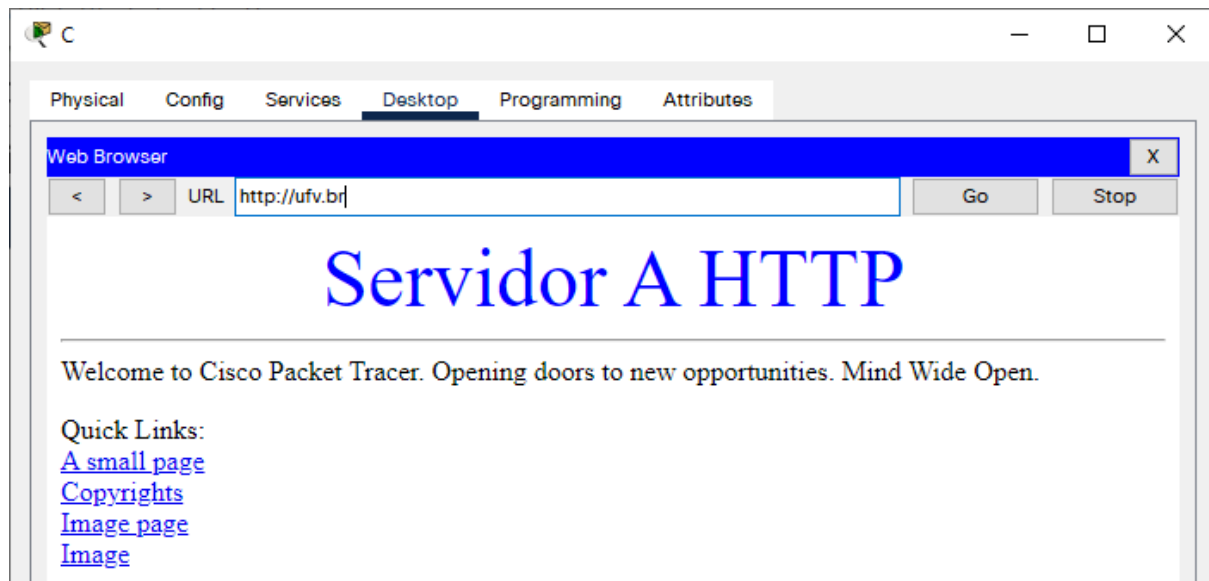 C
Physical Config Services Desktop Programming Attributes
Web Browser X
< > URL http://ufv.br Go Stop
Servidor A HTTP
Welcome to Cisco Packet Tracer. Opening doors to new opportunities. Mind Wide Open.
Quick Links:
A small page
Copyrights
Image page
Image